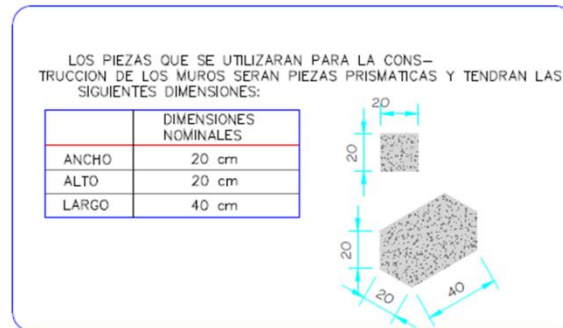 LOS PIEZAS QUE SE UTILIZARAN PARA LA CONS-
TRUCCION DE LOS MUROS SERAN PIEZAS PRISMATICAS Y TENDRAN LAS
SIGUIENTES DIMENSIONES:
DIMENSIONES
NOMINALES
ANCHO 20 cm
ALTO 20 cm
LARGO 40 cm
20
20
20
20
40